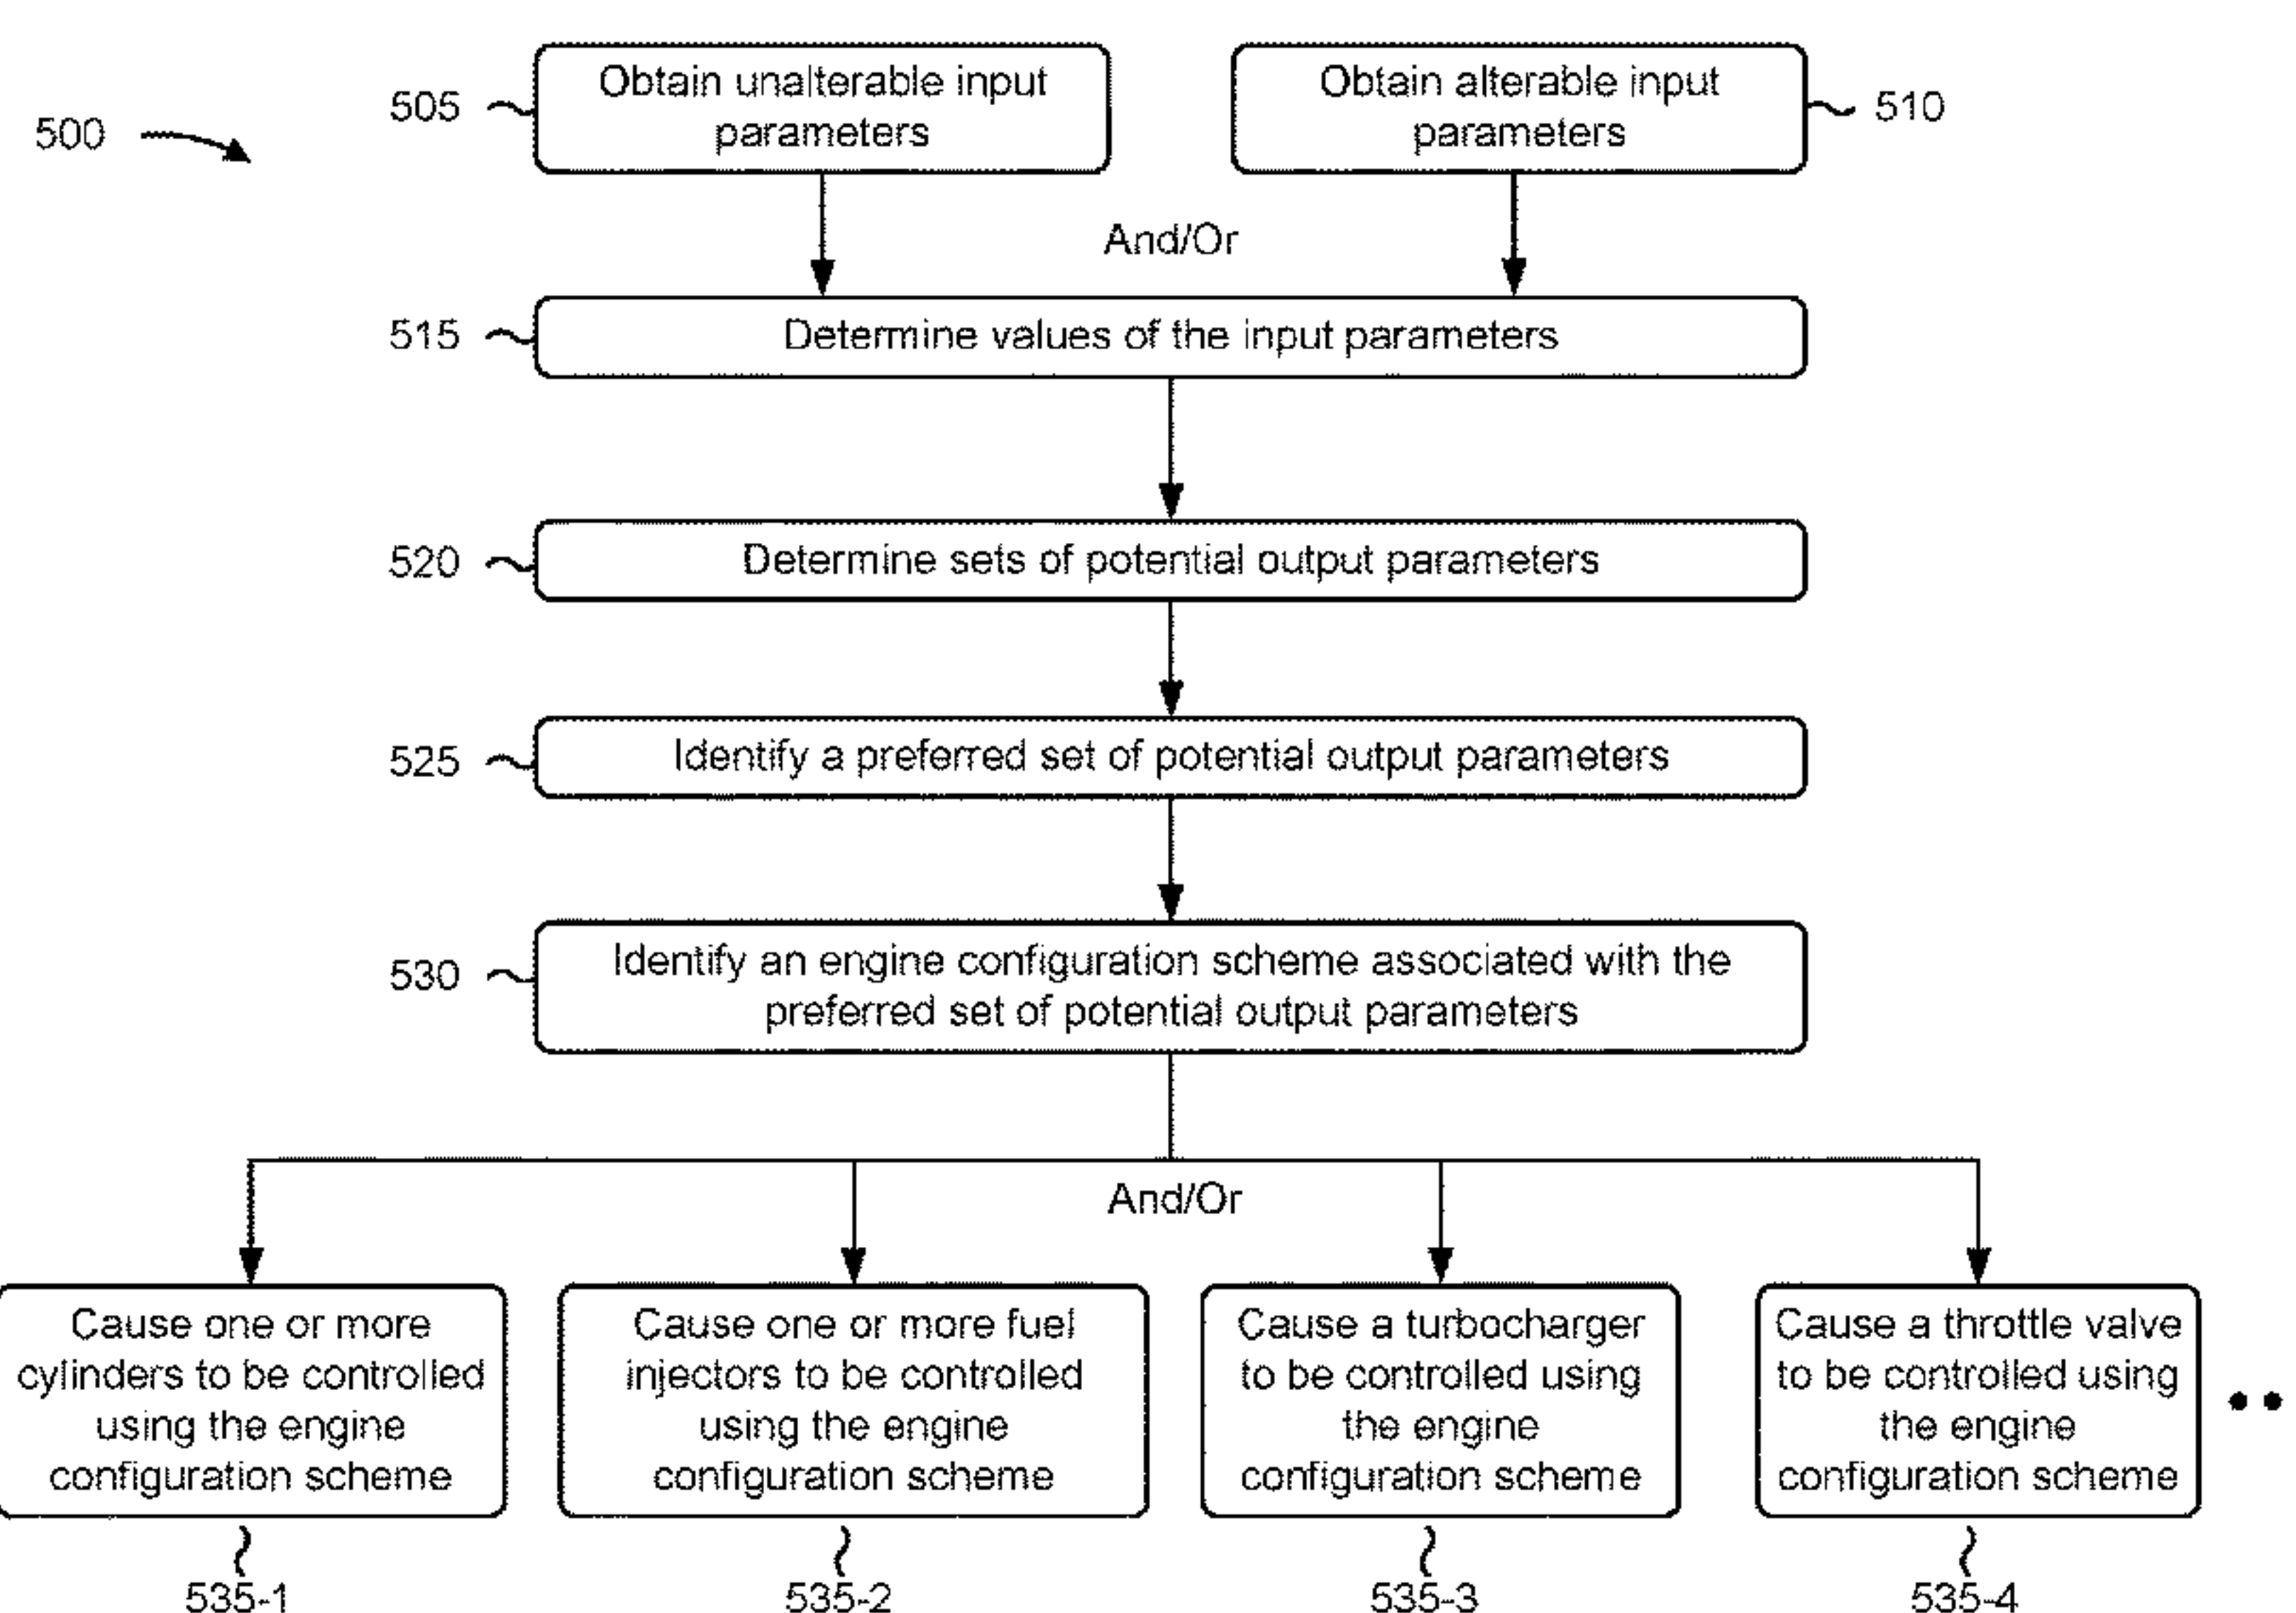 500
505
Obtain unalterable input
parameters
Obtain alterable input
parameters
510
And/Or
515
Determine values of the input parameters
520
Determine sets of potential output parameters
525
Identify a preferred set of potential output parameters
530
Identify an engine configuration scheme associated with the
preferred set of potential output parameters
And/Or
Cause one or more
cylinders to be controlled
using the engine
configuration scheme
Cause one or more fuel
injectors to be controlled
using the engine
configuration scheme
Cause a turbocharger
to be controlled using
the engine
configuration scheme
Cause a throttle valve
to be controlled using
the engine
configuration scheme
535-1
535-2
535-3
535-4